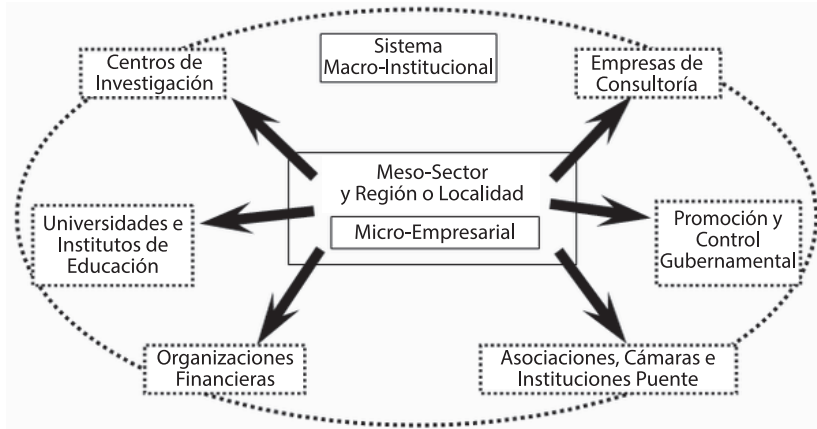 Centros de
Investigación
Sistema
Macro-Institucional
Empresas de
Consultoría
Meso-Sector
y Región o Localidad
Micro-Empresarial
Universidades e
Institutos de
Educación
Promoción y
Control
Gubernamental
Organizaciones
Financieras
Asociaciones, Cámaras e
Instituciones Puente